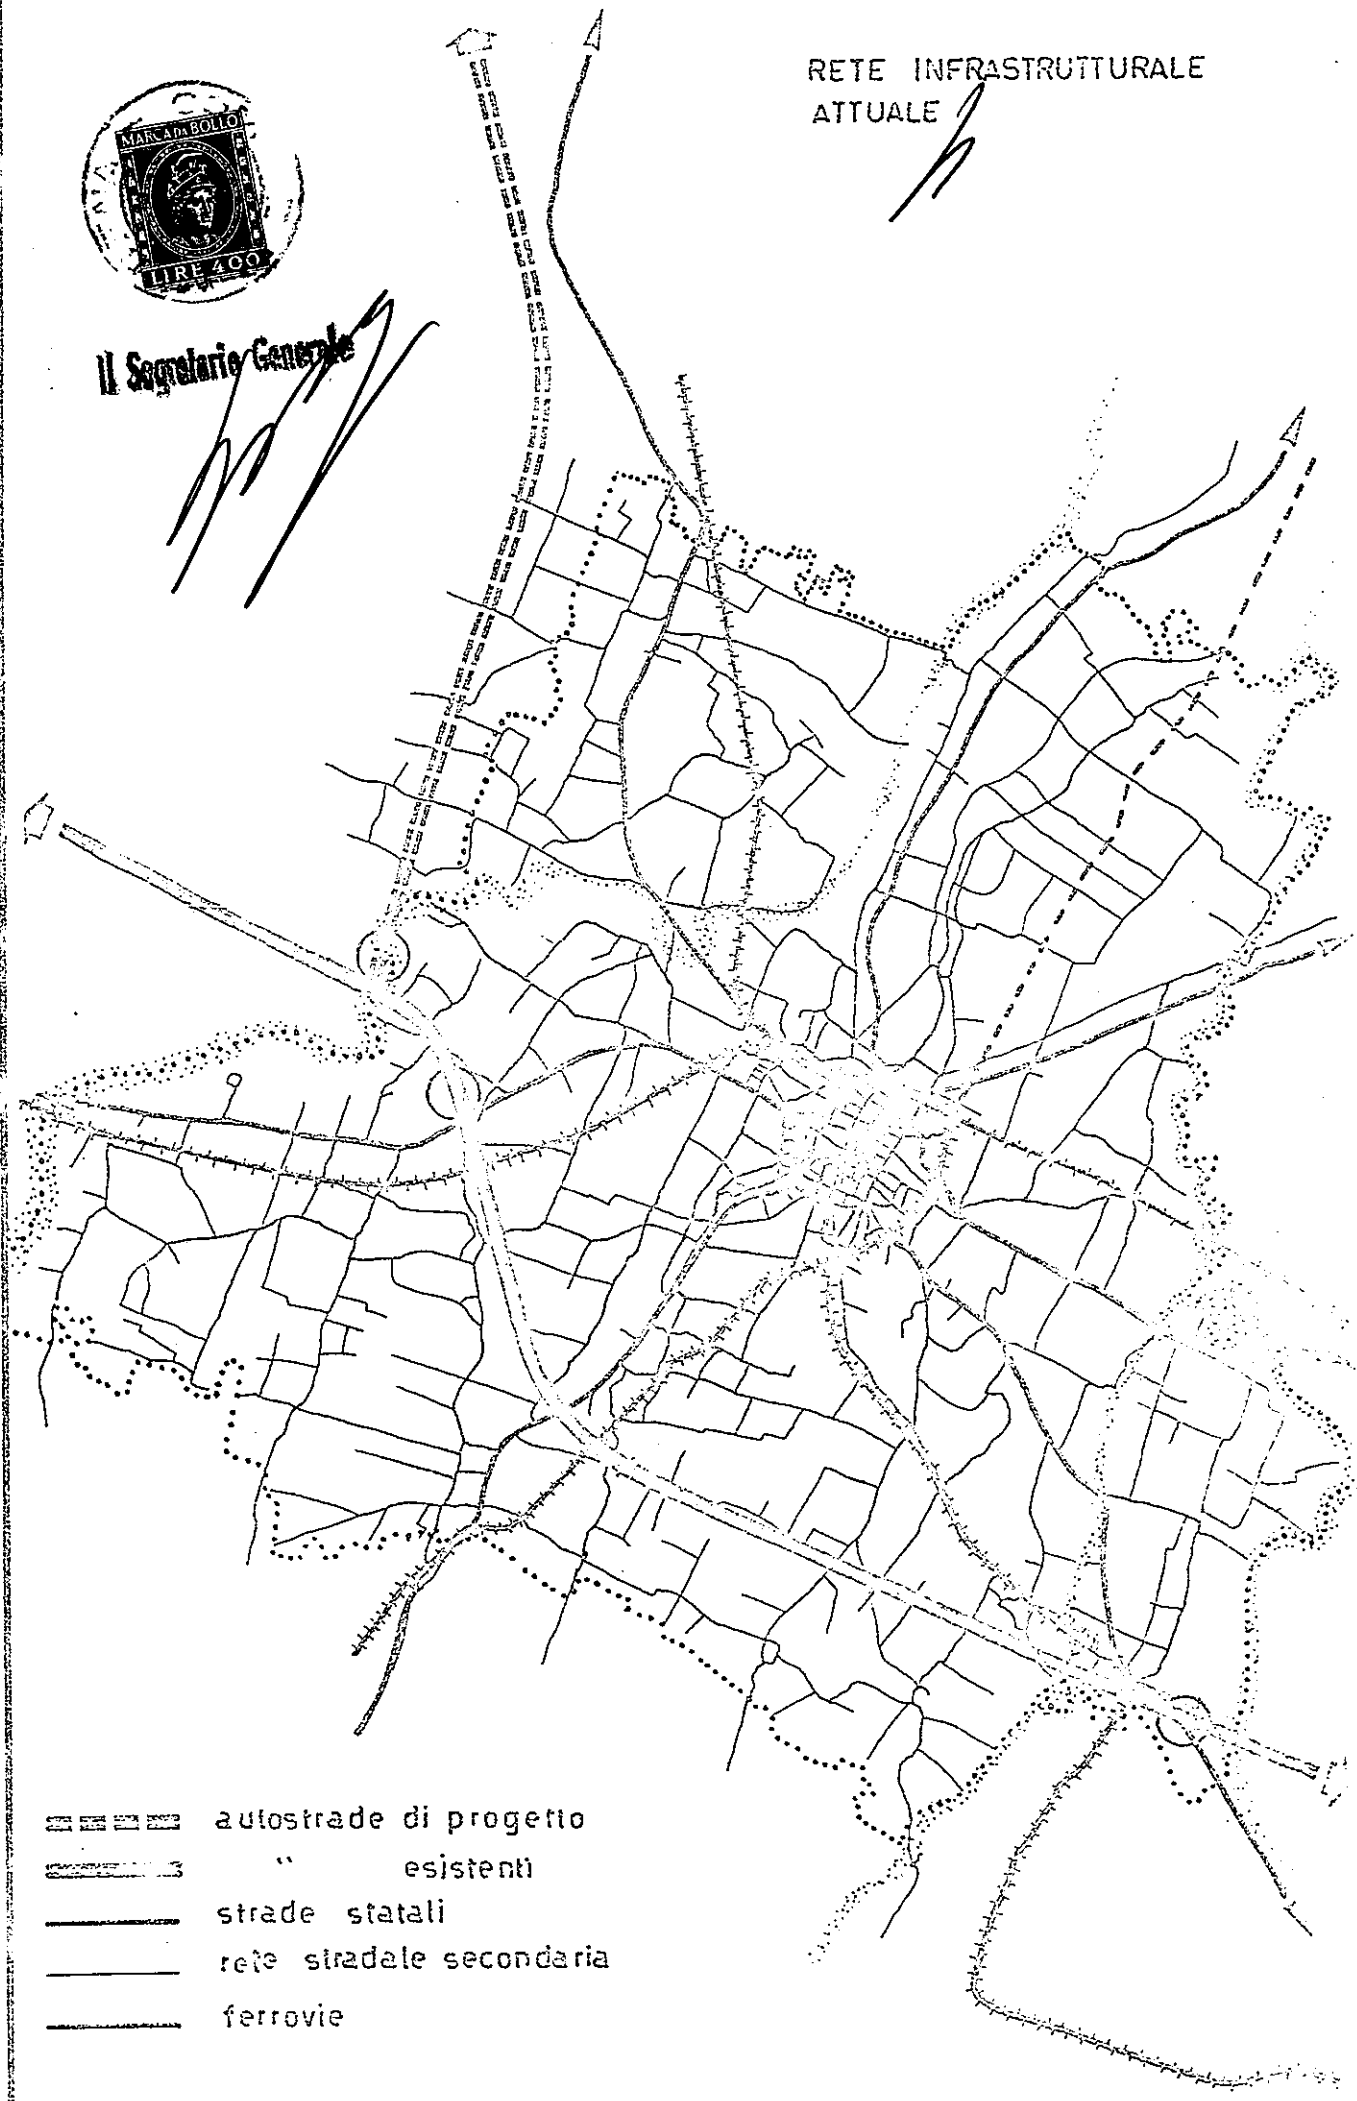 RETE INFRASTRUTTURALE
ATTUALE
MARCA DA BOLLO
LIRE 400
Il Segretario Generale
autostrade di progetto
" esistenti
strade statali
rete stradale secondaria
ferrovie